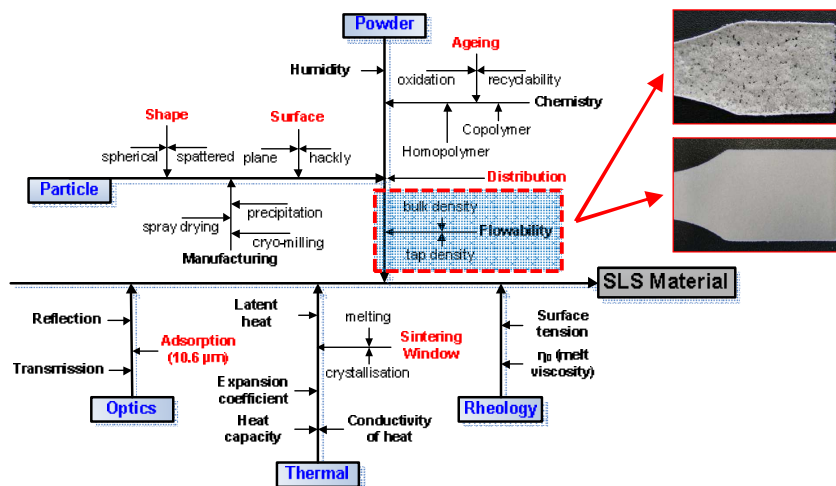 Powder
Ageing
Humidity
oxidation
recyclability
Chemistry
Copolymer
Homopolymer
Shape
Surface
spherical
spattered
plane
hackly
Distribution
Particle
bulk density
precipitation
spray drying
Flowability
cryo-milling
tap density
Manufacturing
SLS Material
Latent
heat
Reflection
melting
Surface
tension
Adsorption
(10.6 µm)
Sintering
Window
Transmission
crystallisation
η₀ (melt
viscosity)
Expansion
coefficient
Optics
Rheology
Heat
capacity
Conductivity
of heat
Thermal